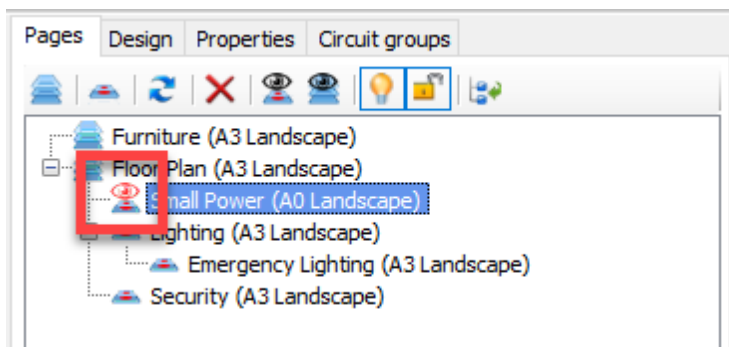 Pages Design Properties Circuit groups
Furniture (A3 Landscape)
Floor Plan (A3 Landscape)
Small Power (A0 Landscape)
Lighting (A3 Landscape)
Emergency Lighting (A3 Landscape)
Security (A3 Landscape)